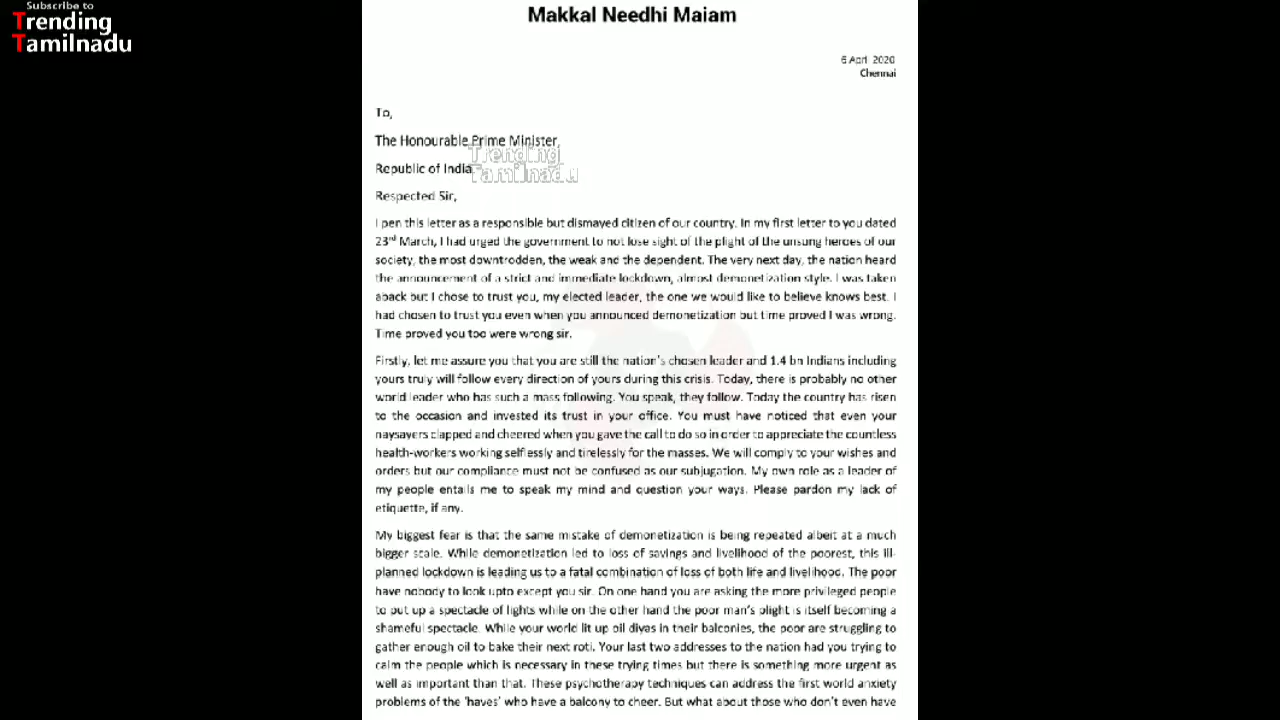 Subscribe to
Trending
Tamilnadu
Makkal Needhi Maiam
6 April 2020
Chennai
To,
The Honourable Prime Minister,
Trending
Republic of India
Tamilnadu
Respected Sir,
I pen this letter as a responsible but dismayed citizen of our country. In my first letter to you dated
23rd March, I had urged the government to not lose sight of the plight of the unsung heroes of our
society, the most downtrodden, the weak and the dependent. The very next day, the nation heard
the announcement of a strict and immediate lockdown, almost demonetization style. I was taken
aback but I chose to trust you, my elected leader, the one we would like to believe knows best. I
had chosen to trust you even when you announced demonetization but time proved I was wrong.
Time proved you too were wrong sir.
Firstly, let me assure you that you are still the nation's chosen leader and 1.4 bn Indians including
yours truly will follow every direction of yours during this crisis. Today, there is probably no other
world leader who has such a mass following. You speak, they follow. Today the country has risen
to the occasion and invested its trust in your office. You must have noticed that even your
naysayers clapped and cheered when you gave the call to do so in order to appreciate the countless
health-workers working selflessly and tirelessly for the masses. We will comply to your wishes and
orders but our compliance must not be confused as our subjugation. My own role as a leader of
my people entails me to speak my mind and question your ways. Please pardon my lack of
etiquette, if any.
My biggest fear is that the same mistake of demonetization is being repeated albeit at a much
bigger scale. While demonetization led to loss of savings and livelihood of the poorest, this ill-
planned lockdown is leading us to a fatal combination of loss of both life and livelihood. The poor
have nobody to look upto except you sir. On one hand you are asking the more privileged people
to put up a spectacle of lights while on the other hand the poor man's plight is itself becoming a
shameful spectacle. While your world lit up oil diyas in their balconies, the poor are struggling to
gather enough oil to bake their next roti. Your last two addresses to the nation had you trying to
calm the people which is necessary in these trying times but there is something more urgent as
well as important than that. These psychotherapy techniques can address the first world anxiety
problems of the 'haves' who have a balcony to cheer. But what about those who don't even have